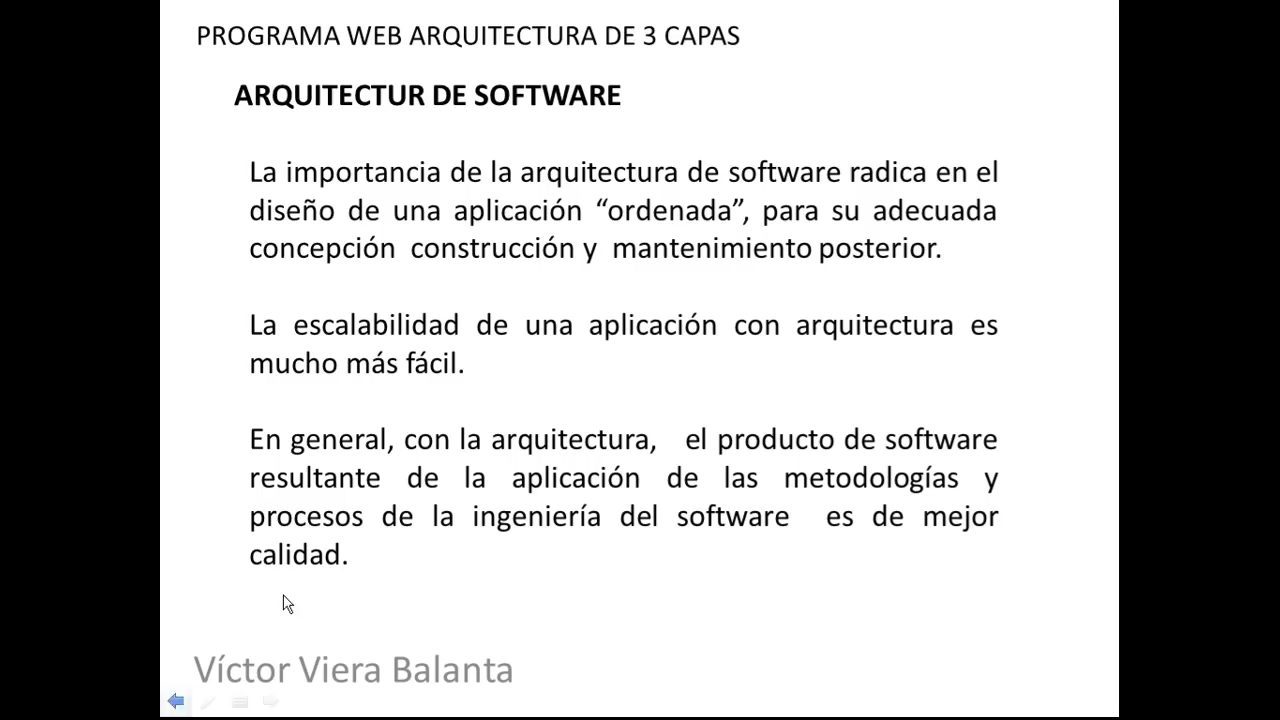 PROGRAMA WEB ARQUITECTURA DE 3 CAPAS
ARQUITECTUR DE SOFTWARE
La importancia de la arquitectura de software radica en el
diseño de una aplicación “ordenada”, para su adecuada
concepción construcción y mantenimiento posterior.
La escalabilidad de una aplicación con arquitectura es
mucho más fácil.
En general, con la arquitectura, el producto de software
resultante de la aplicación de las metodologías y
procesos de la ingeniería del software es de mejor
calidad.
Víctor Viera Balanta